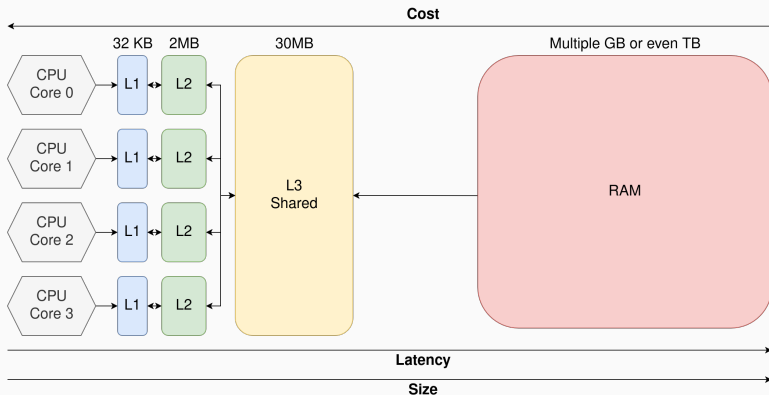 Cost
32 KB
2MB
30MB
Multiple GB or even TB
CPU
Core 0
L1
L2
CPU
Core 1
L1
L2
CPU
Core 2
L1
L2
CPU
Core 3
L1
L2
L3
Shared
RAM
Latency
Size